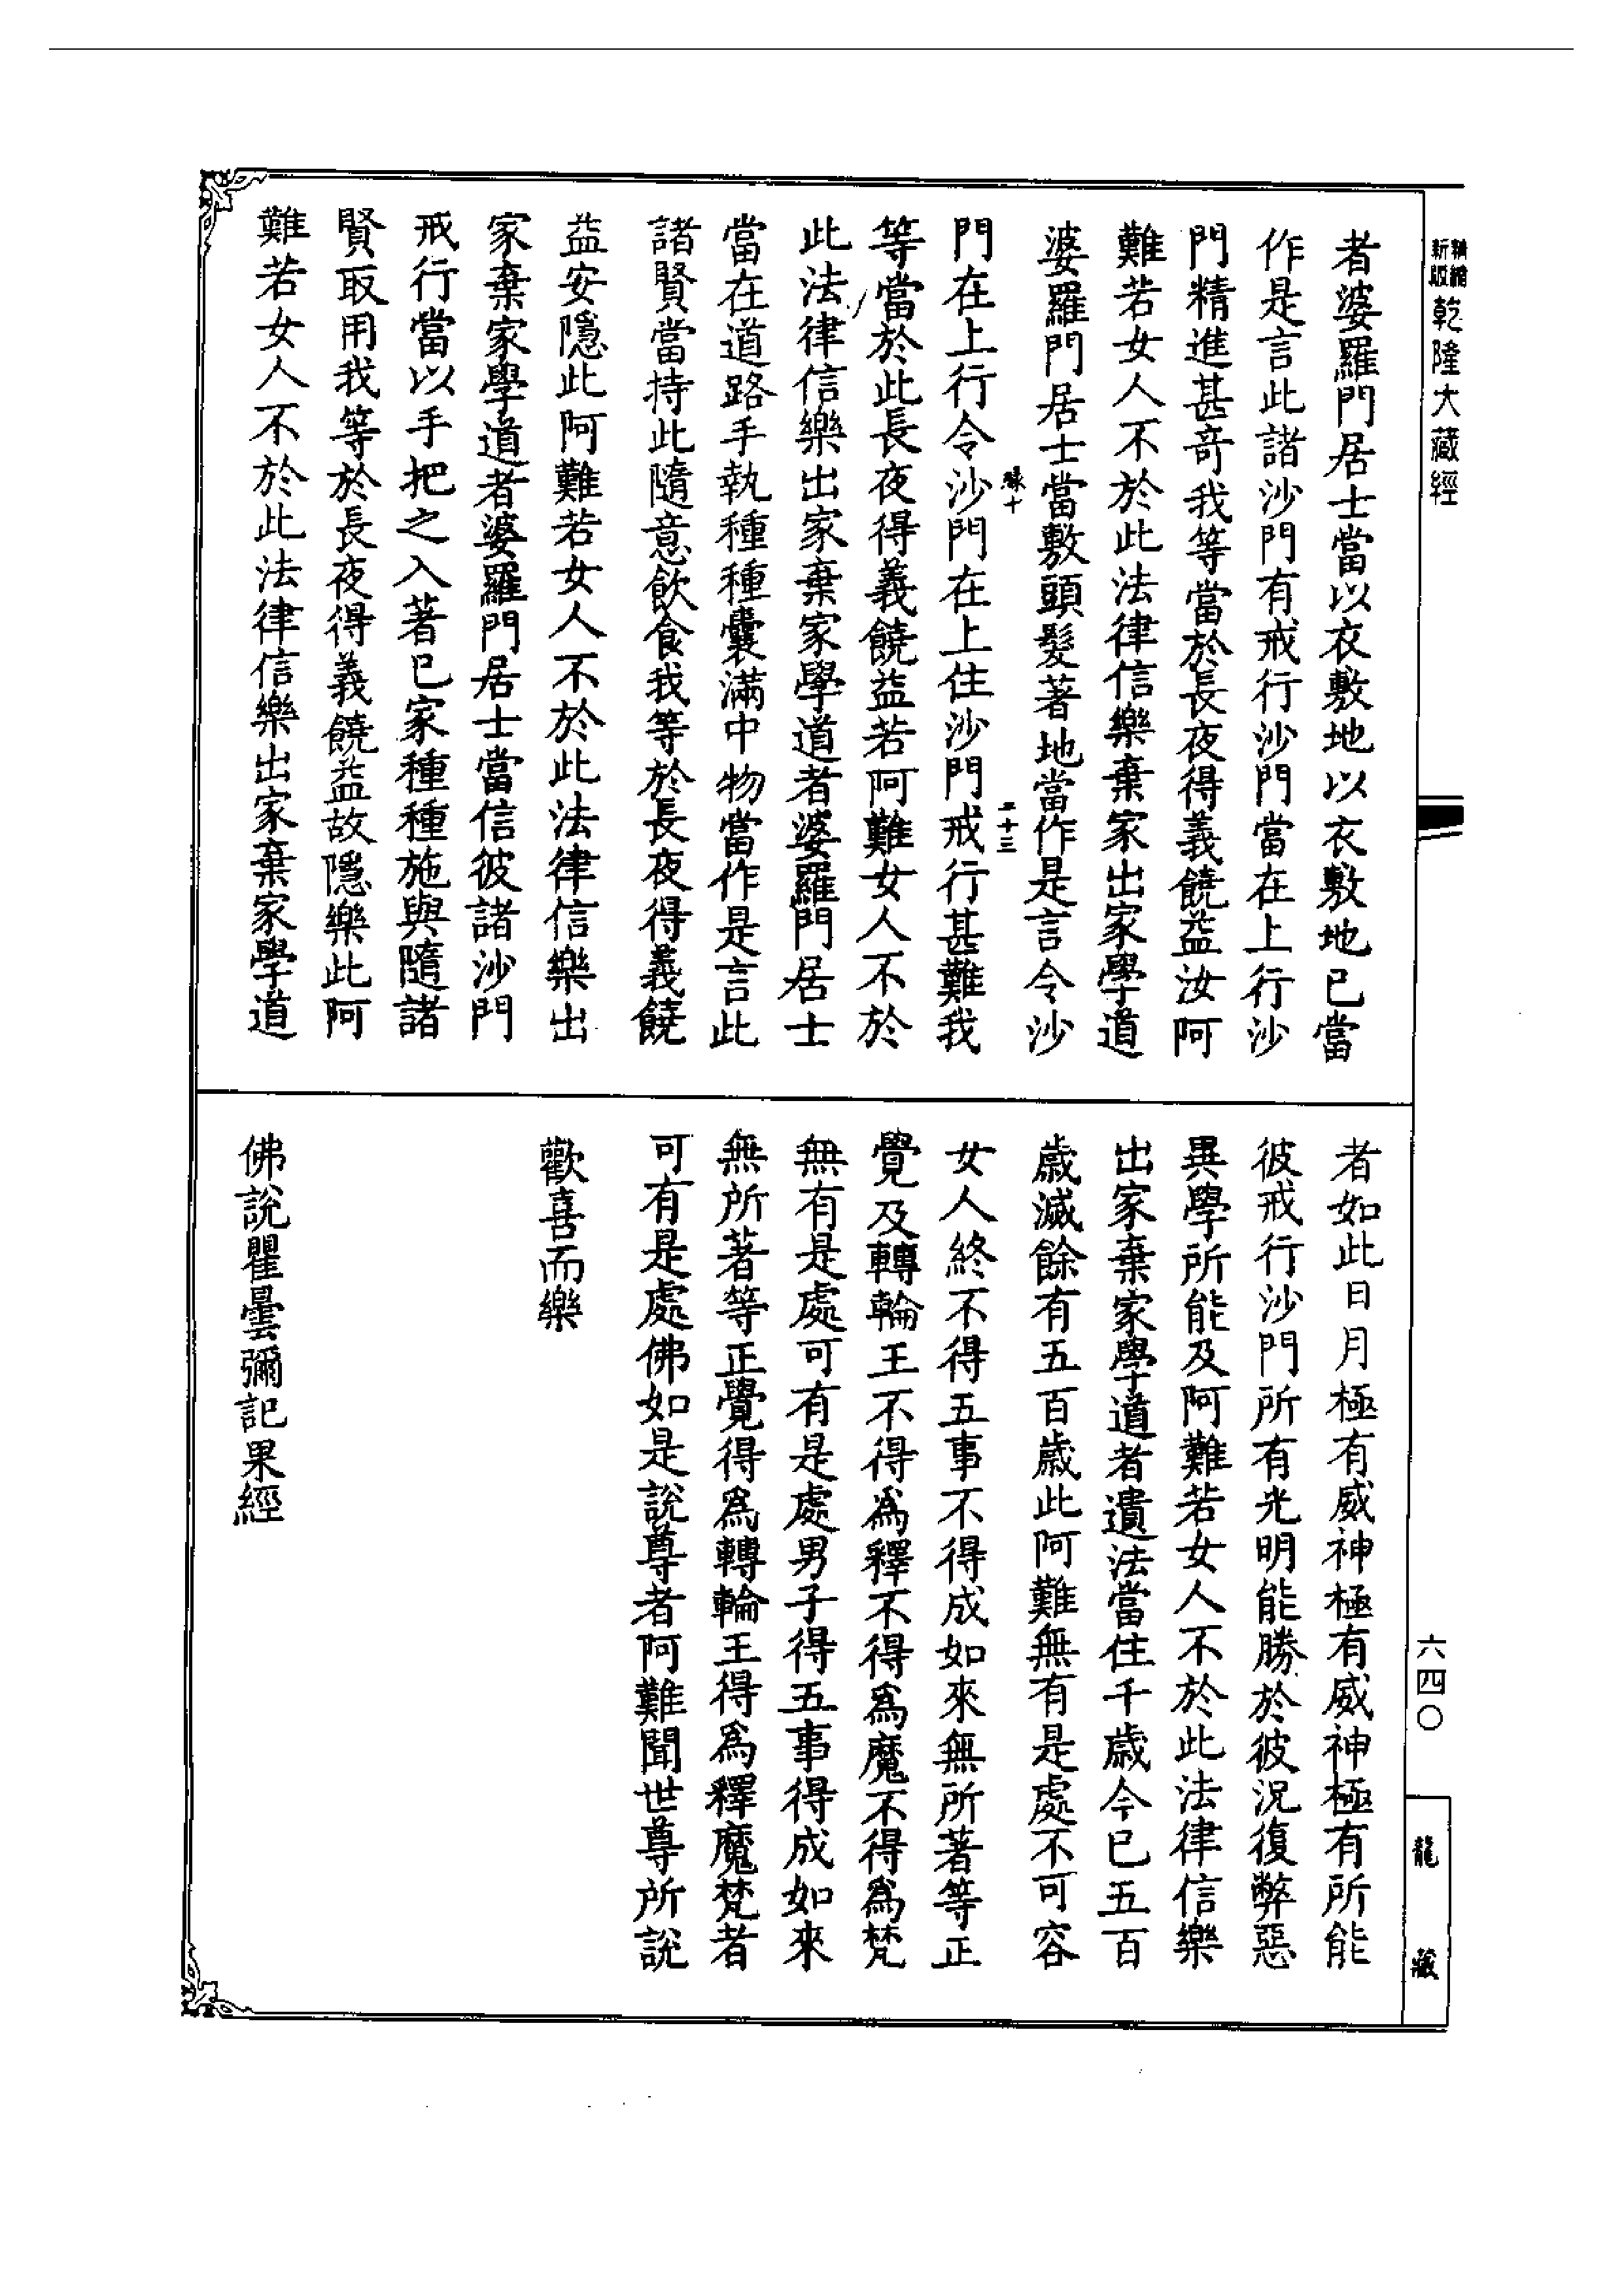 新版
乾隆大藏經
者婆羅門居士當以衣敷地以衣敷地已當
作是言此諸沙門有戒行沙門當在上行沙
門精進甚奇我等當於長夜得義饒益汝阿
難若女人不於此法律信樂棄家出家學道
婆羅門居士當敷頭髮著地當作是言令沙
門在上行令沙門在上住沙門戒行甚難我
等當於此長夜得義饒益若阿難女人不於
此法律信樂出家棄家學道者婆羅門居士
當在道路手執種種囊滿中物當作是言此
諸賢當持此隨意飲食我等於長夜得義饒
益安隱此阿難若女人不於此法律信樂出
家棄家學道者婆羅門居士當信彼諸沙門
戒行當以手把之入著已家種種施與隨諸
賢取用我等於長夜得義饒益故隱樂此阿
難若女人不於此法律信樂出家棄家學道
者如此日月極有威神極有威神極有所能
彼戒行沙門所有光明能勝於彼況復弊惡
異學所能及阿難若女人不於此法律信樂
出家棄家學道者遺法當住千歲今已五百
歲滅餘有五百歲此阿難無有是處不可容
女人終不得五事不得成如來無所著等正
覺及轉輪王不得為釋不得為魔不得為梵
無有是處可有是處男子得五事得成如來
無所著等正覺得為轉輪王得為釋魔梵者
可有是處佛如是說尊者阿難聞世尊所說
歡喜而樂
佛說瞿曇彌記果經
二十三
六四〇
龍藏